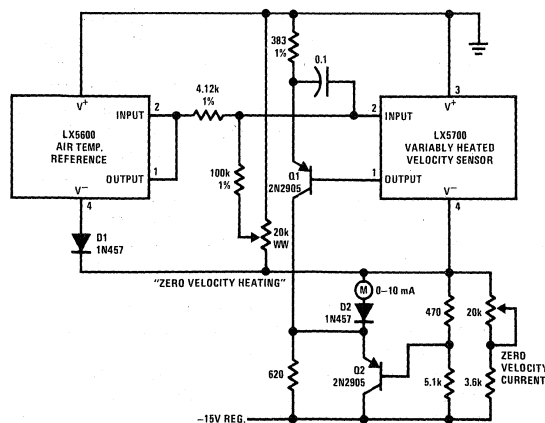 383
1%
0.1
V+
3
V+
4.12k
1%
INPUT
2
2
INPUT
LX5600
AIR TEMP.
REFERENCE
LX5700
VARIABLY HEATED
VELOCITY SENSOR
OUTPUT
1
100k
1%
Q1
2N2905
1
OUTPUT
V−
4
V−
4
20k
WW
D1
1N457
"ZERO VELOCITY HEATING"
M
0–10 mA
D2
1N457
470
20k
ZERO
VELOCITY
CURRENT
620
Q2
2N2905
5.1k
3.6k
–15V REG.